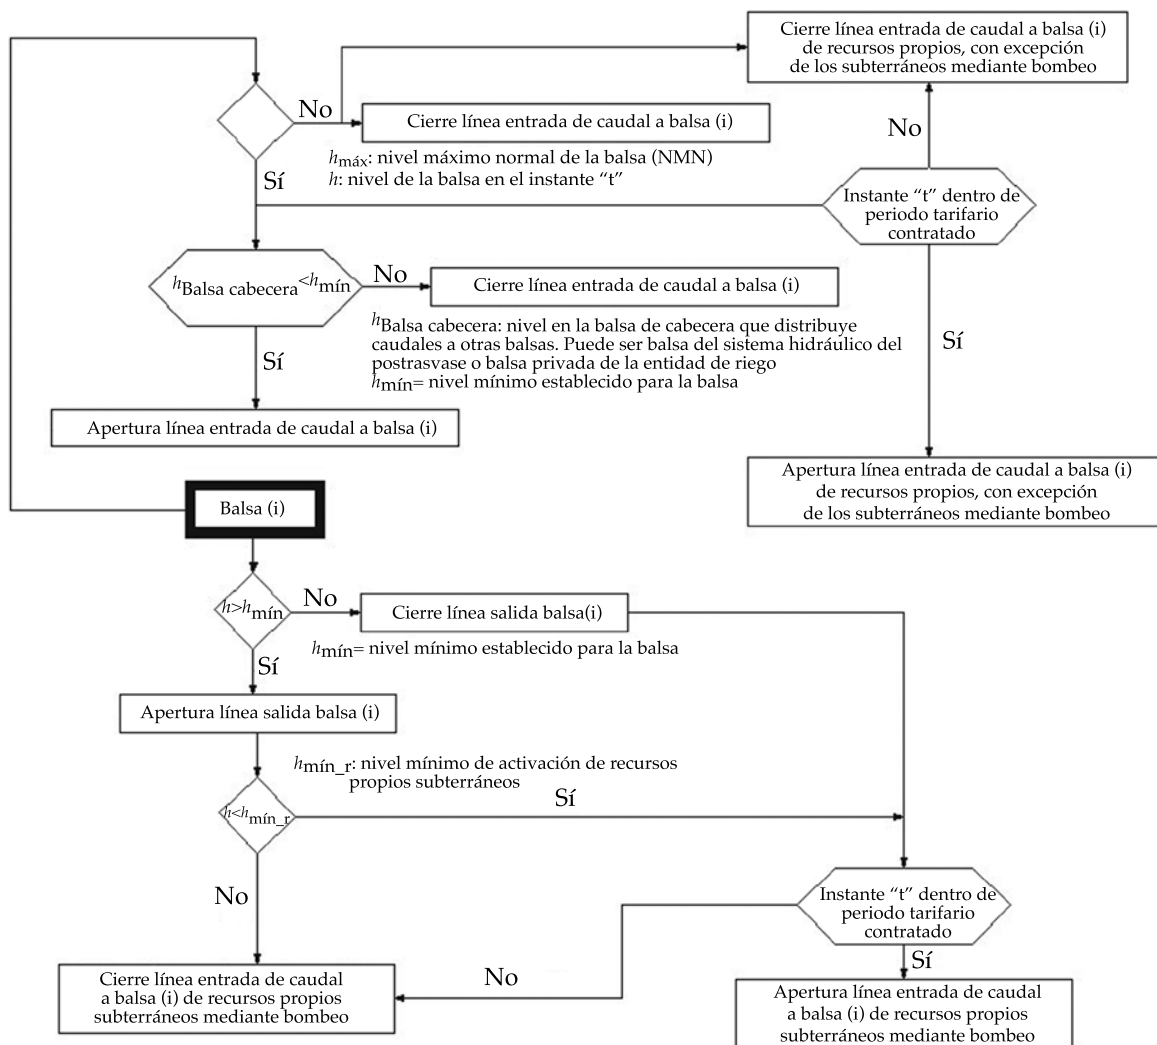 Cierre línea entrada de caudal a balsa (i)
de recursos propios, con excepción
de los subterráneos mediante bombeo
No
Cierre línea entrada de caudal a balsa (i)
No
hmáx: nivel máximo normal de la balsa (NMN)
h: nivel de la balsa en el instante “t”
Sí
Instante “t” dentro de
periodo tarifario
contratado
hBalsa cabecera<hmín
No
Cierre línea entrada de caudal a balsa (i)
hBalsa cabecera: nivel en la balsa de cabecera que distribuye
caudales a otras balsas. Puede ser balsa del sistema hidráulico del
postrasvase o balsa privada de la entidad de riego
hmín= nivel mínimo establecido para la balsa
Sí
Sí
Apertura línea entrada de caudal a balsa (i)
Apertura línea entrada de caudal a balsa (i)
de recursos propios, con excepción
de los subterráneos mediante bombeo
Balsa (i)
h>hmín
No
Cierre línea salida balsa(i)
hmín= nivel mínimo establecido para la balsa
Sí
Apertura línea salida balsa (i)
hmín_r: nivel mínimo de activación de recursos
propios subterráneos
h<hmín_r
Sí
No
Instante “t” dentro de
periodo tarifario
contratado
No
Sí
Cierre línea entrada de caudal
a balsa (i) de recursos propios
subterráneos mediante bombeo
Apertura línea entrada de caudal
a balsa (i) de recursos propios
subterráneos mediante bombeo